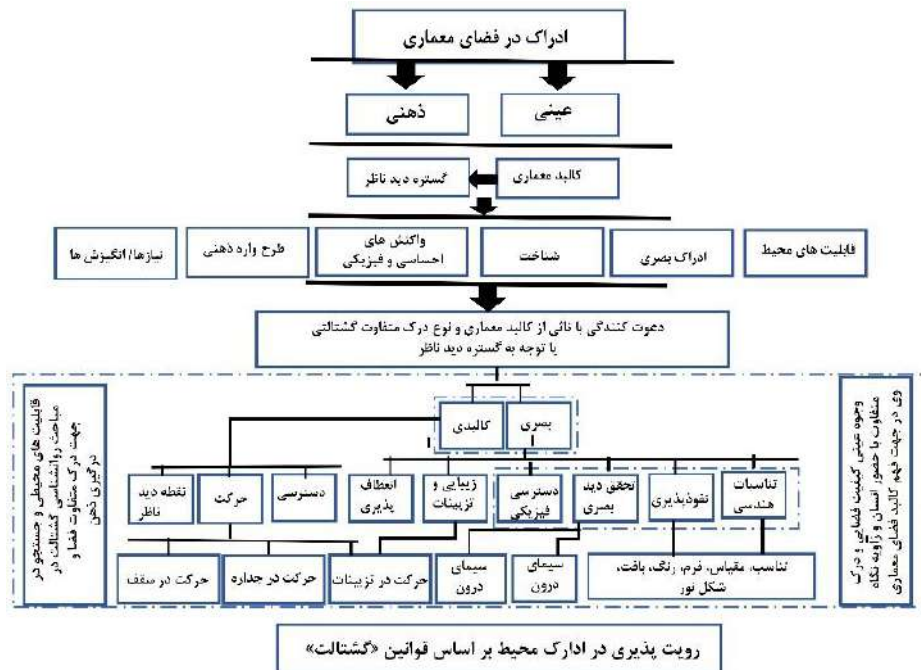 ادراک در فضای معماری
عینی
ذهنی
کالبد معماری
گستره دید ناظر
قابلیت های محیط
ادراک بصری
شناخت
واکنش های
احساسی و فیزیکی
طرح واره ذهنی
نیازها/ انگیزش ها
دعوت کنندگی با نائی از کالبد معماری و نوع درک متفاوت گشتالتی
با توجه به گستره دید ناظر
وجوه عینی کیفیت فضایی و درک
متفاوت با حضور انسان و زاویه نگاه
وی در جهت فهم کالبد فضای معماری
بصری
کالبدی
تناسبات
هندسی
نفوذپذیری
تحقق دید
بصری
دسترسی
فیزیکی
زیبایی و
تزیینات
انعطاف
پذیری
دسترسی
حرکت
نقطه دید
ناظر
تناسب، مقیاس، فرم، رنگ، بافت،
شکل نور
سیمای
درون
سیمای
درون
حرکت در تزیینات
حرکت در جداره
حرکت در سقف
قابلیت های محیطی و جستجو در
مباحث روانشناسی گشتالت در
جهت درک متفاوت فضا و
درگیری ذهن
رویت پذیری در ادارک محیط بر اساس قوانین «گشتالت»